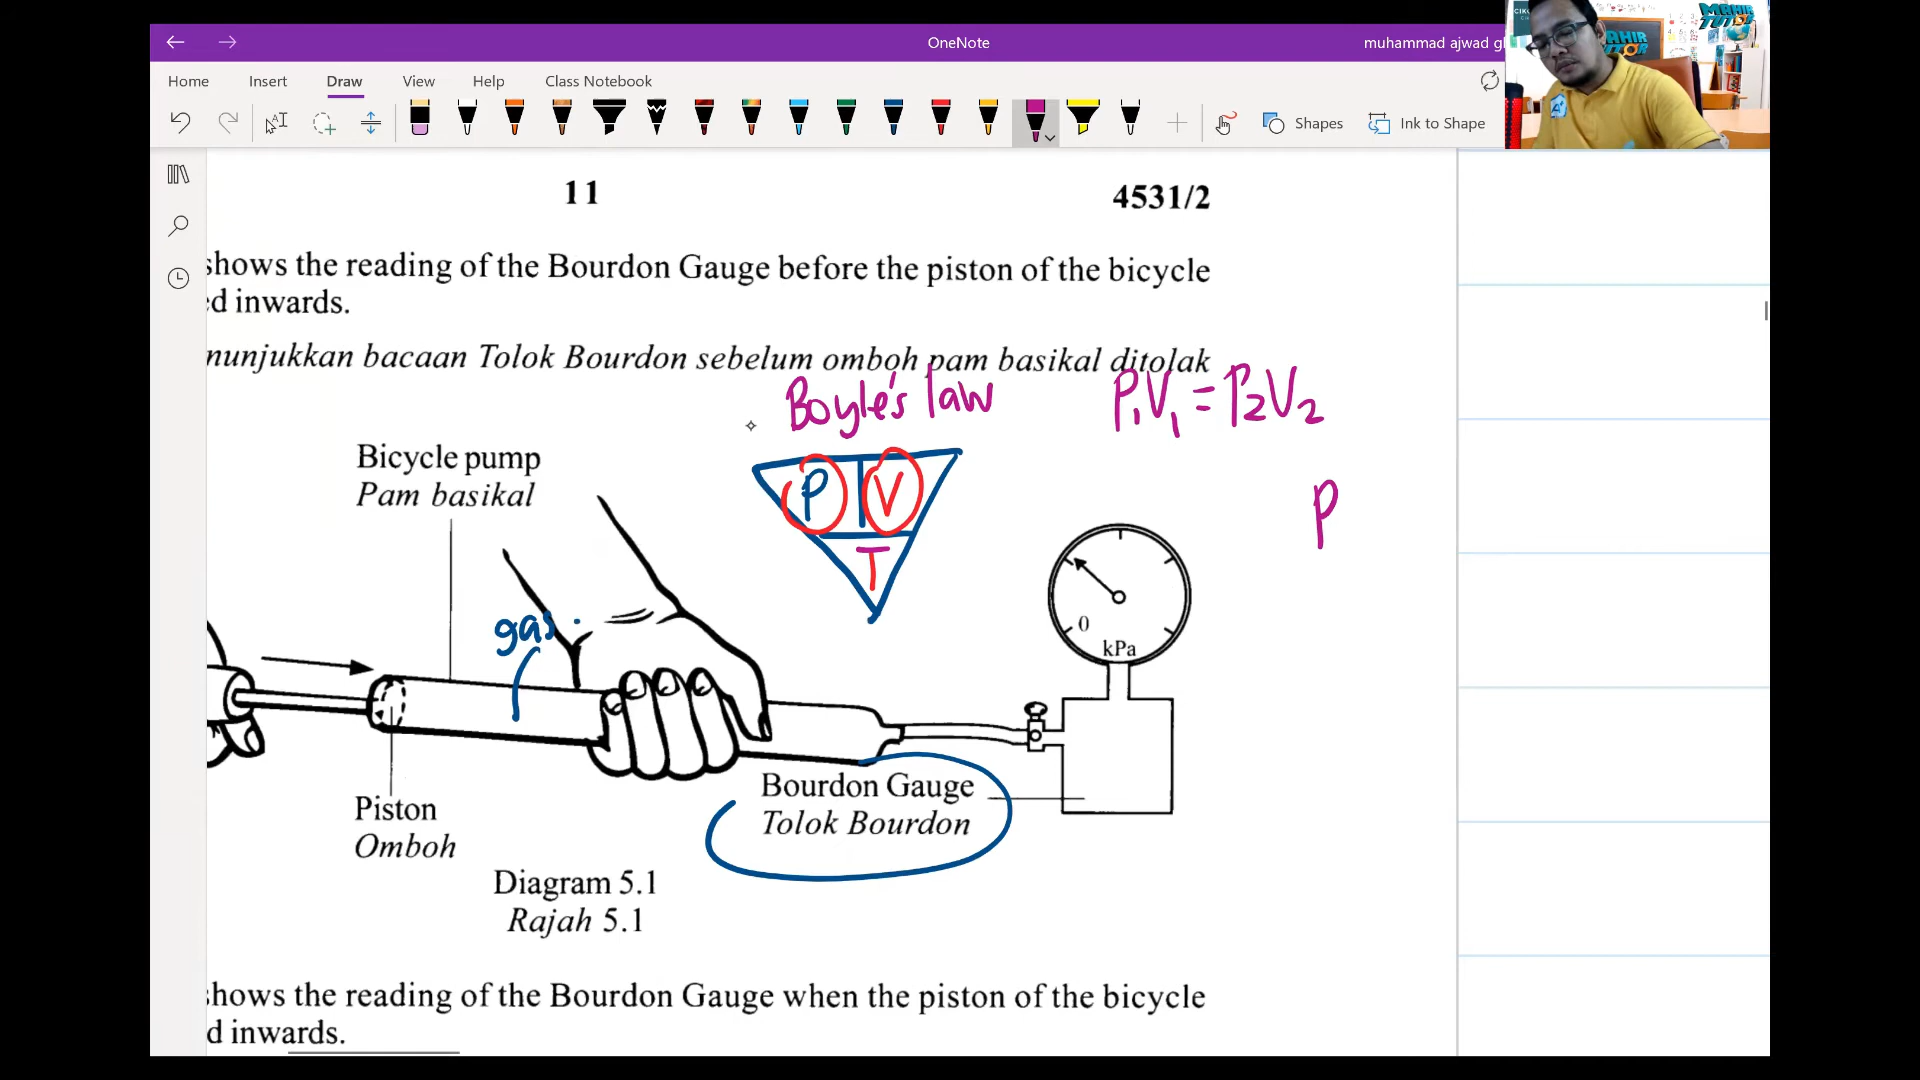 OneNote
muhammad ajwad g
Home Insert Draw View Help Class Notebook
Shapes Ink to Shape
MAHIR TUTOR
11 4531/2
shows the reading of the Bourdon Gauge before the piston of the bicycle
ed inwards.
nunjukkan bacaan Tolok Bourdon sebelum omboh pam basikal ditolak
Boyle's law P₁V₁ = P₂V₂
Bicycle pump
Pam basikal
P V
T
P
gas
0
kPa
Bourdon Gauge
Tolok Bourdon
Piston
Omboh
Diagram 5.1
Rajah 5.1
shows the reading of the Bourdon Gauge when the piston of the bicycle
d inwards.